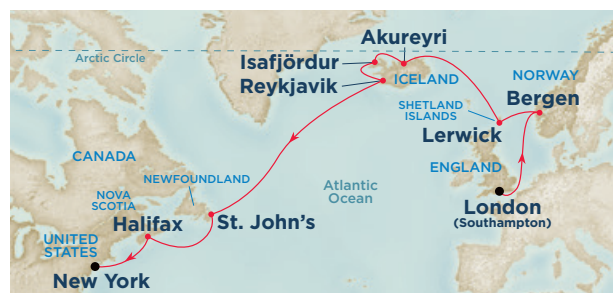 Akureyri
Arctic Circle
Isafjördur
Reykjavik
ICELAND
NORWAY
Bergen
SHETLAND
ISLANDS
Lerwick
CANADA
NEWFOUNDLAND
ENGLAND
Atlantic
Ocean
NOVA
SCOTIA
Halifax
St. John's
London
(Southampton)
UNITED
STATES
New York